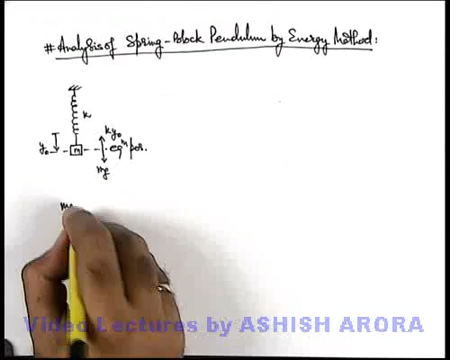 # Analysis of Spring-Block Pendulum by Energy Method:
k
ky₀
y₀ m eqⁿ pos.
mg
m
Video Lectures by ASHISH ARORA